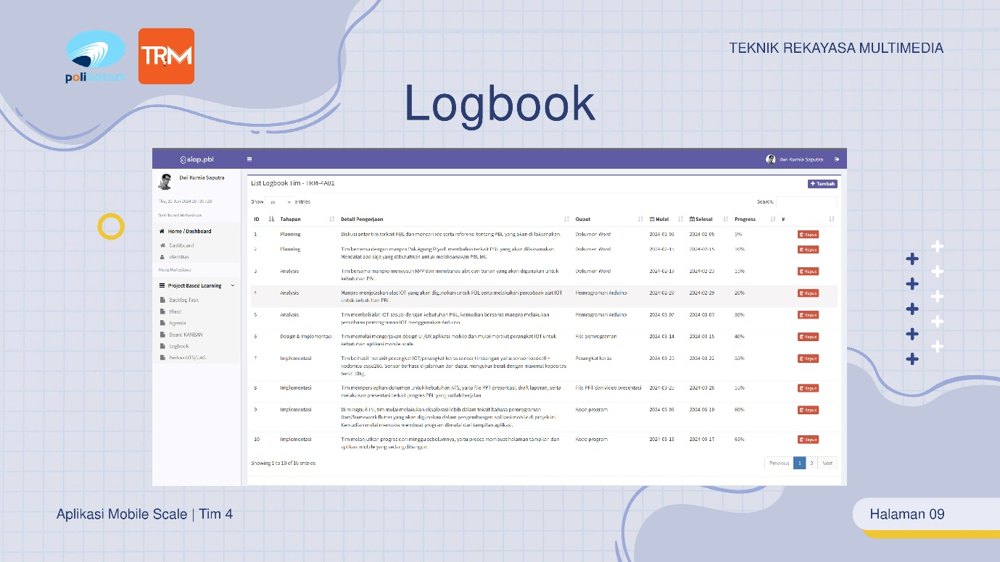 polibatam
TRM
TEKNIK REKAYASA MULTIMEDIA
Logbook
siap.pbl
Dwi Kurnia Saputra
Dwi Kurnia Saputra
Dashboard Mahasiswa
Home / Dashboard
Dashboard
Identitas
Menu Mahasiswa
Project Based Learning
Backlog Task
Blast!
Agenda
Board KANBAN
Logbook
Berkas UTS/UAS
List Logbook Tim - TRM-4A01
Tambah
Show 10 entries
Search:
ID Tahapan Detail Pengerjaan Ouput Mulai Selesai Progress #
1 Planning Diskusi antar tim terkait PBL dan mencari ide serta referensi tentang PBL yang akan di laksanakan. Dokumen Word 2024-02-03 2024-02-08 5% Hapus
2 Planning Tim bertemu dengan manpro Pak Agung Riyadi membahas terkait PBL yang akan dilaksanakan. Dokumen Word 2024-02-15 2024-02-15 10% Hapus
Mencatat apa saja yang dibutuhkan untuk melaksanakan PBL ini.
3 Analysis Tim bersama manpro menyusun RPP dan membahas alat dan bahan yang akan digunakan untuk Dokumen Word 2024-02-19 2024-02-23 15% Hapus
kebutuhan PBL.
4 Analysis Manpro menjelaskan alat IOT yang akan digunakan untuk PBL serta melakukan percobaan alat IOT Pemrograman Arduino 2024-02-29 2024-02-29 20% Hapus
untuk kebutuhan PBL.
5 Analysis Tim membeli alat IOT sesuai dengan kebutuhan PBL, kemudian bersama manpro melakukan Pemrograman Arduino 2024-03-07 2024-03-07 30% Hapus
percobaan pemrograman IOT menggunakan Arduino.
6 Design & Implementasi Tim memulai mengerjakan design UI/UX aplikasi mobile dan mulai merakit perangkat IOT untuk File pemrograman 2024-03-14 2024-03-15 40% Hapus
kebutuhan aplikasi mobile scale.
7 Implementasi Tim berhasil merakit perangkat IOT/perangkat keras sensor timbangan yaitu sensor loadcell + Perangkat keras 2024-03-20 2024-03-22 55% Hapus
nodemcu esp8266. Sensor berhasil dijalankan dan dapat mengukur berat dengan maximal kapasitas
berat 10kg.
8 Implementasi Tim mempersiapkan dokumen untuk kebutuhan ATS, yaitu file PPT presentasi, draft laporan, serta File PPT dan video presentasi 2024-03-25 2024-03-28 55% Hapus
melakukan presentasi terkait progres PBL yang sudah berjalan
9 Implementasi Di minggu 8 ini, tim mulai melakukan eksplorasi lebih dalam tekait bahasa pemrograman Kode program 2024-05-08 2024-05-10 60% Hapus
Dart/framework flutter yang akan digunakan dalam pengembangan aplikasi mobile di projek ini.
Kemudian mulai mencoba membuat program dimulai dari tampilan aplikasi.
10 Implementasi Tim melanjutkan progres dari minggu sebelumnya, yaitu proses membuat halaman tampilan dari Kode program 2024-05-13 2024-05-17 65% Hapus
aplikasi mobile yang sedang dibangun.
Showing 1 to 10 of 16 entries
Previous 1 2 Next
Aplikasi Mobile Scale | Tim 4
Halaman 09